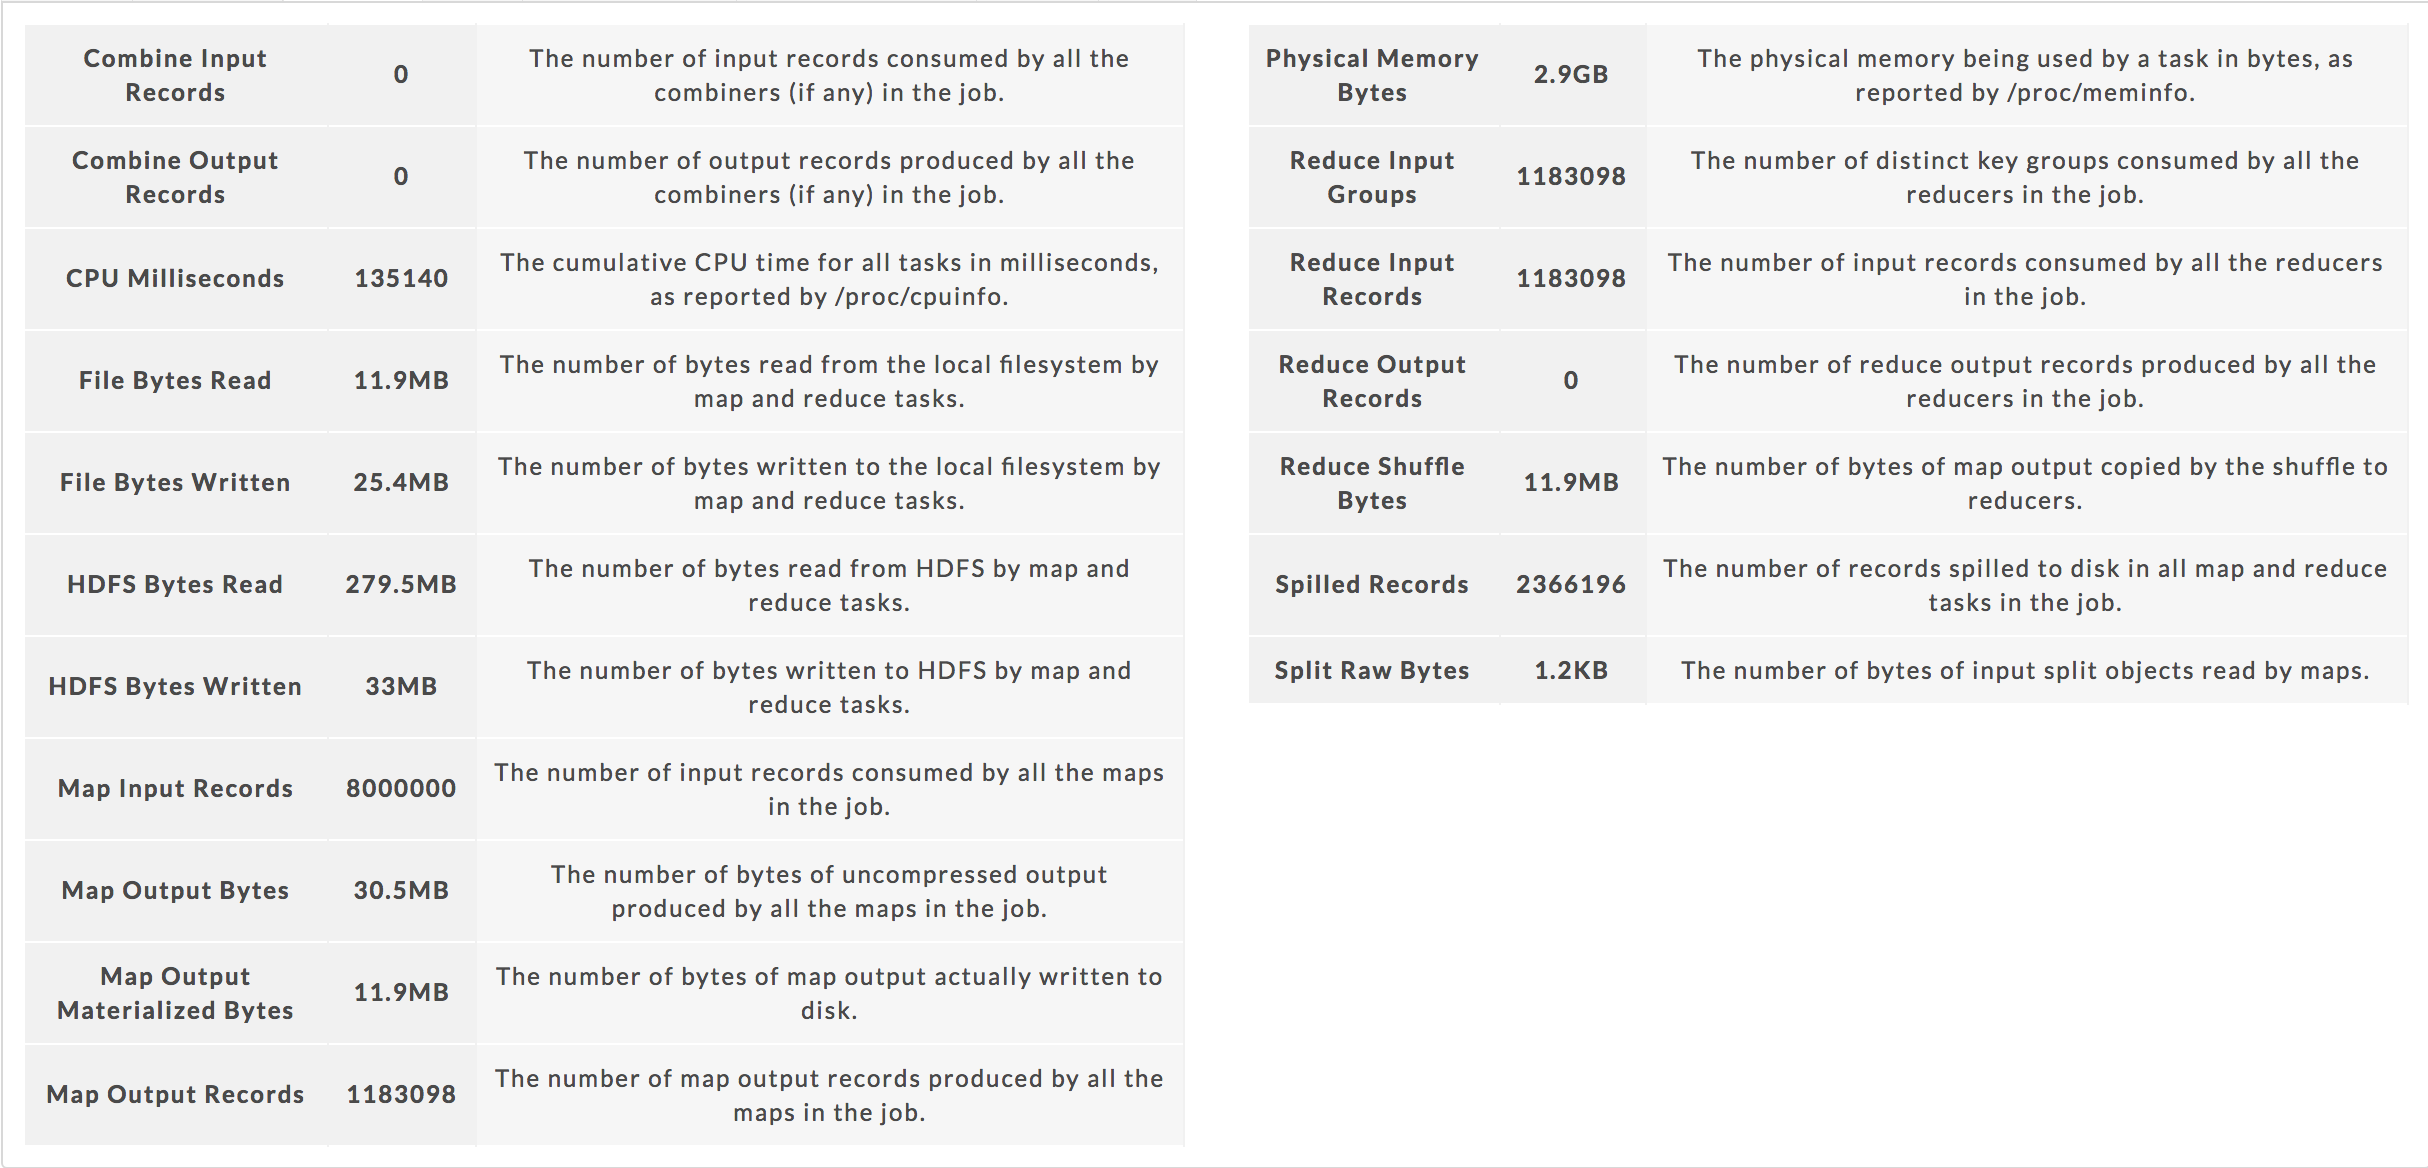 Combine Input
Records
0
The number of input records consumed by all the
combiners (if any) in the job.
Combine Output
Records
0
The number of output records produced by all the
combiners (if any) in the job.
CPU Milliseconds
135140
The cumulative CPU time for all tasks in milliseconds,
as reported by /proc/cpuinfo.
File Bytes Read
11.9MB
The number of bytes read from the local filesystem by
map and reduce tasks.
File Bytes Written
25.4MB
The number of bytes written to the local filesystem by
map and reduce tasks.
HDFS Bytes Read
279.5MB
The number of bytes read from HDFS by map and
reduce tasks.
HDFS Bytes Written
33MB
The number of bytes written to HDFS by map and
reduce tasks.
Map Input Records
8000000
The number of input records consumed by all the maps
in the job.
Map Output Bytes
30.5MB
The number of bytes of uncompressed output
produced by all the maps in the job.
Map Output
Materialized Bytes
11.9MB
The number of bytes of map output actually written to
disk.
Map Output Records
1183098
The number of map output records produced by all the
maps in the job.
Physical Memory
Bytes
2.9GB
The physical memory being used by a task in bytes, as
reported by /proc/meminfo.
Reduce Input
Groups
1183098
The number of distinct key groups consumed by all the
reducers in the job.
Reduce Input
Records
1183098
The number of input records consumed by all the reducers
in the job.
Reduce Output
Records
0
The number of reduce output records produced by all the
reducers in the job.
Reduce Shuffle
Bytes
11.9MB
The number of bytes of map output copied by the shuffle to
reducers.
Spilled Records
2366196
The number of records spilled to disk in all map and reduce
tasks in the job.
Split Raw Bytes
1.2KB
The number of bytes of input split objects read by maps.